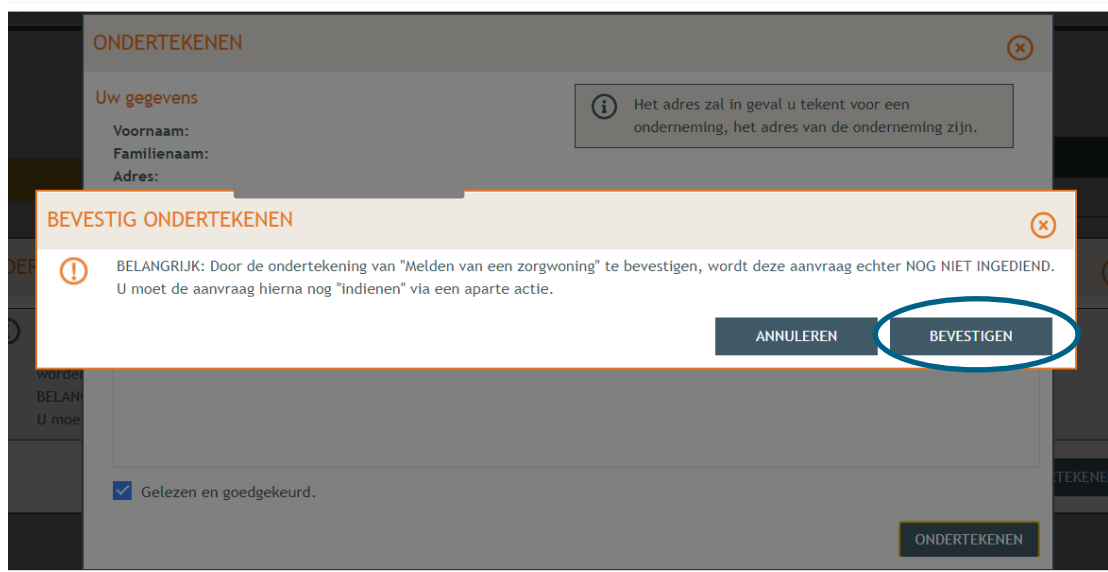 ONDERTEKENEN
Uw gegevens
Het adres zal in geval u tekent voor een
onderneming, het adres van de onderneming zijn.
Voornaam:
Familienaam:
Adres:
BEVESTIG ONDERTEKENEN
BELANGRIJK: Door de ondertekening van "Melden van een zorgwoning" te bevestigen, wordt deze aanvraag echter NOG NIET INGEDIEND.
U moet de aanvraag hierna nog "indienen" via een aparte actie.
ANNULEREN
BEVESTIGEN
U moe
Gelezen en goedgekeurd.
ONDERTEKENEN